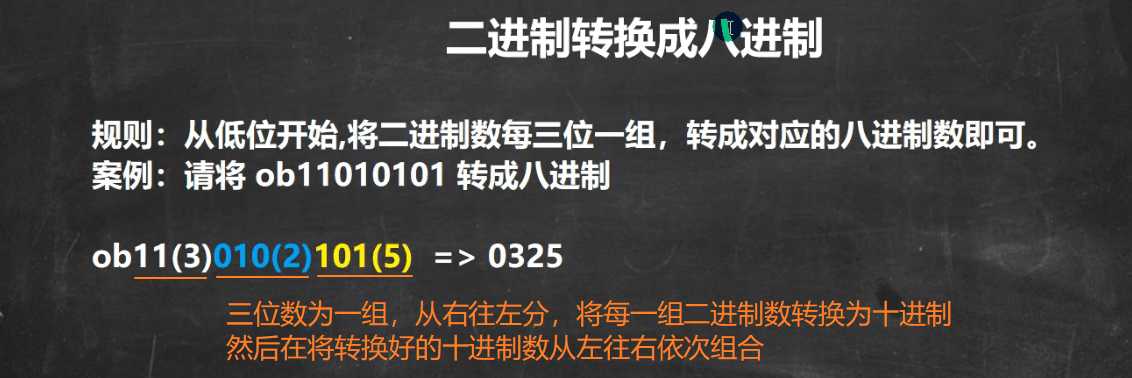 二进制转换成八进制
规则：从低位开始,将二进制数每三位一组，转成对应的八进制数即可。
案例：请将 ob11010101 转成八进制
ob11(3)010(2)101(5) => 0325
三位数为一组，从右往左分，将每一组二进制数转换为十进制
然后在将转换好的十进制数从左往右依次组合